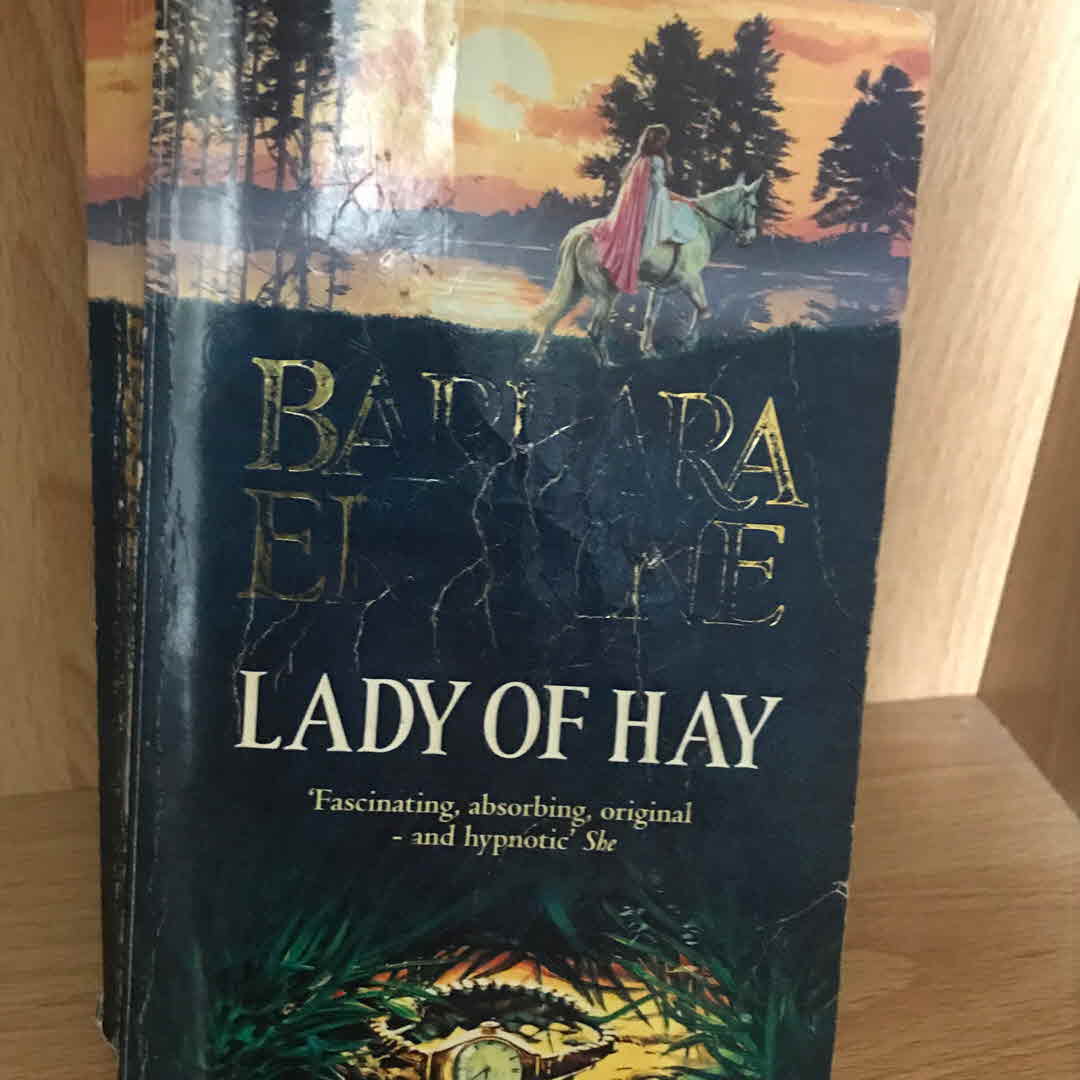 BARBARA
LADY OF HAY
'Fascinating, absorbing, original
- and hypnotic' She